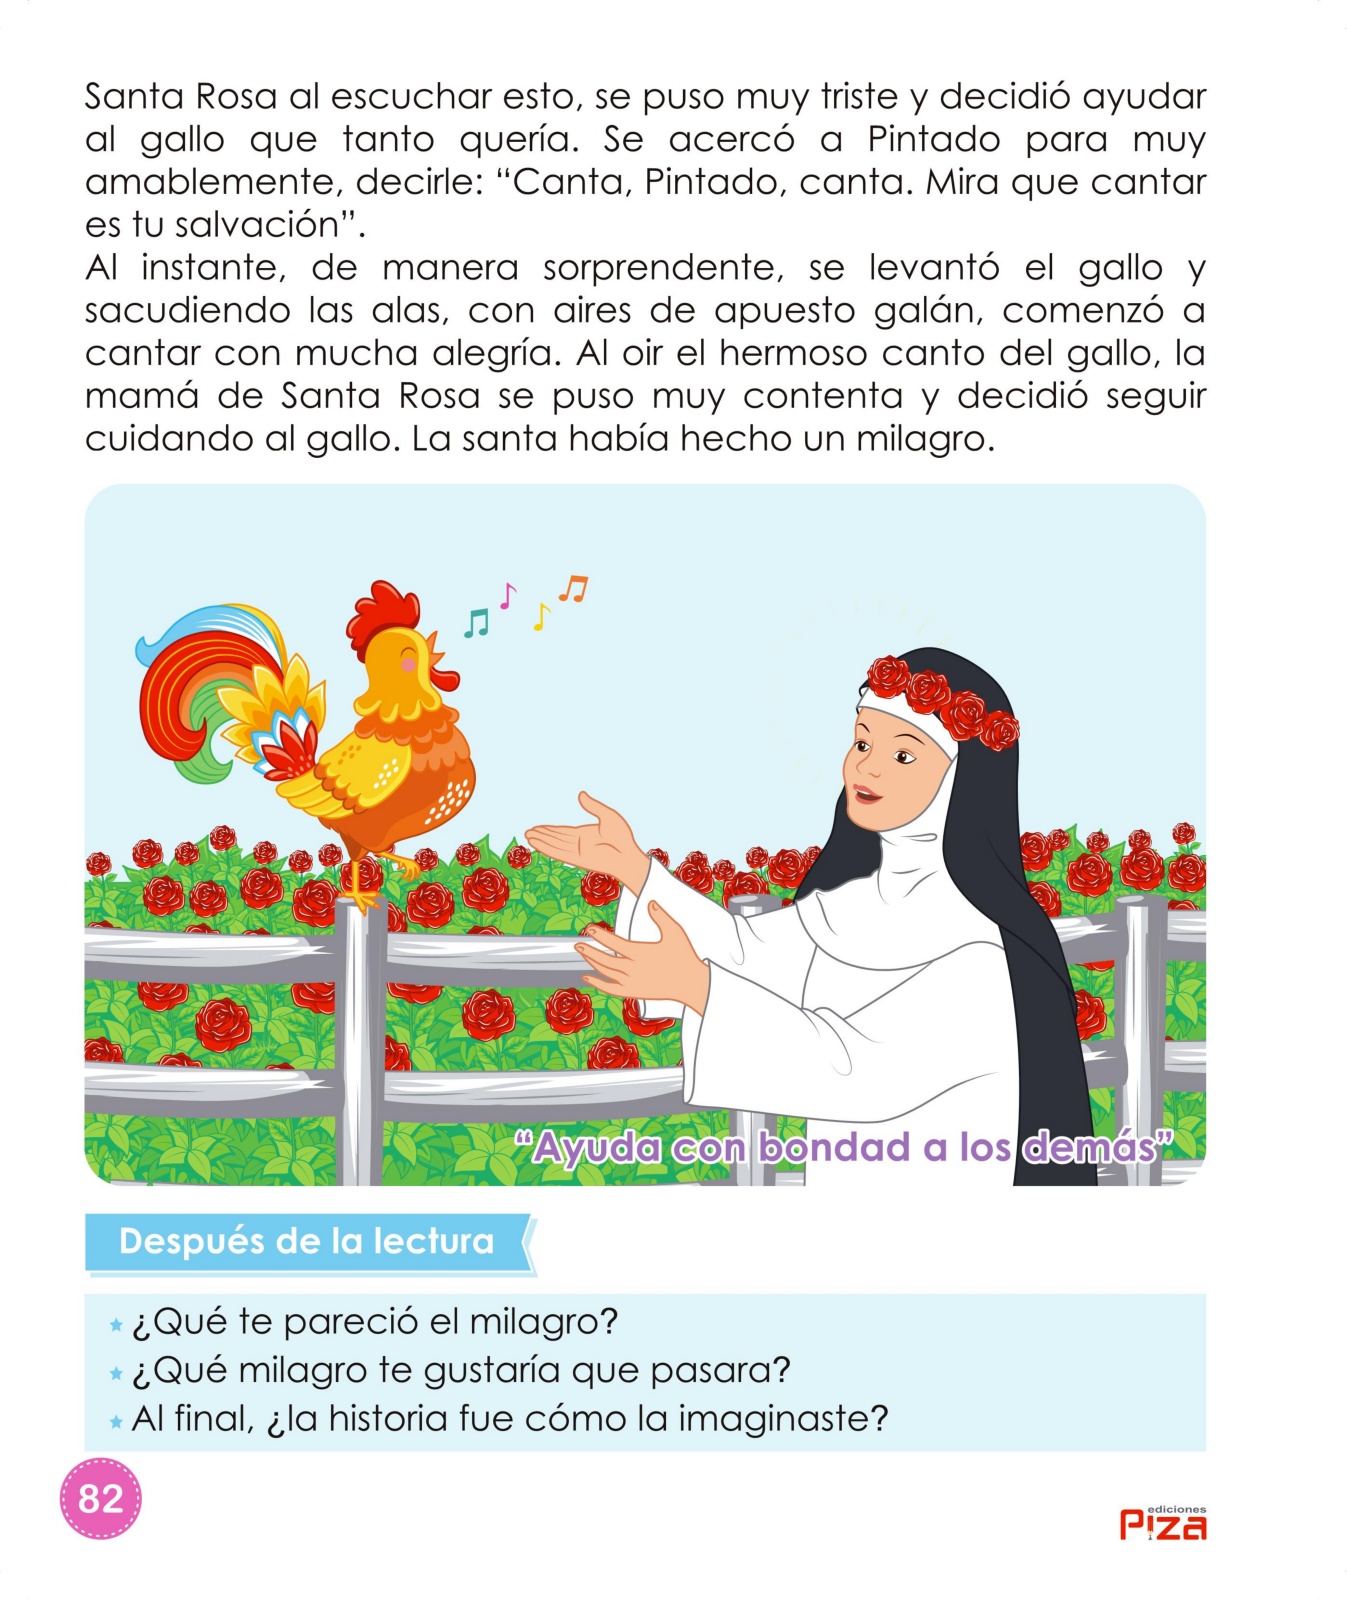 Santa Rosa al escuchar esto, se puso muy triste y decidió ayudar
al gallo que tanto quería. Se acercó a Pintado para muy
amablemente, decirle: “Canta, Pintado, canta. Mira que cantar
es tu salvación”.
Al instante, de manera sorprendente, se levantó el gallo y
sacudiendo las alas, con aires de apuesto galán, comenzó a
cantar con mucha alegría. Al oir el hermoso canto del gallo, la
mamá de Santa Rosa se puso muy contenta y decidió seguir
cuidando al gallo. La santa había hecho un milagro.
“Ayuda con bondad a los demás”
Después de la lectura
¿Qué te pareció el milagro?
¿Qué milagro te gustaría que pasara?
Al final, ¿la historia fue cómo la imaginaste?
82
ediciones
Piza